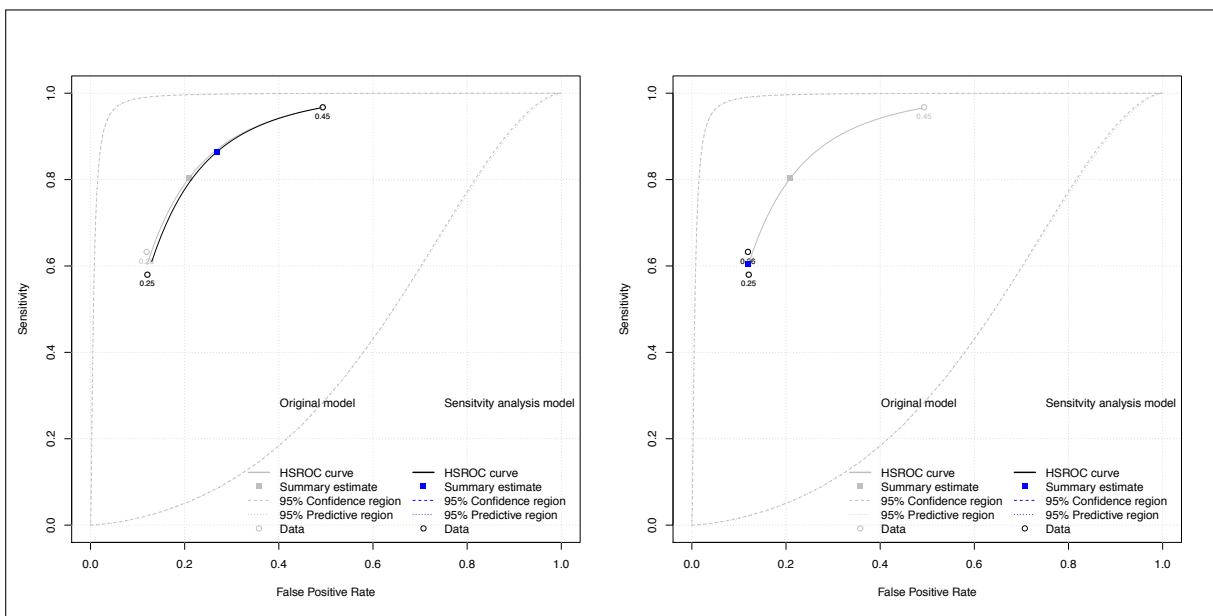 1.0
0.8
0.6
0.4
0.2
0.0
Sensitivity
0.45
0.25
Original model Sensitvity analysis model
HSROC curve HSROC curve
Summary estimate Summary estimate
95% Confidence region 95% Confidence region
95% Predictive region 95% Predictive region
Data Data
0.0 0.2 0.4 0.6 0.8 1.0
False Positive Rate
1.0
0.8
0.6
0.4
0.2
0.0
Sensitivity
0.45
0.25
Original model Sensitvity analysis model
HSROC curve HSROC curve
Summary estimate Summary estimate
95% Confidence region 95% Confidence region
95% Predictive region 95% Predictive region
Data Data
0.0 0.2 0.4 0.6 0.8 1.0
False Positive Rate